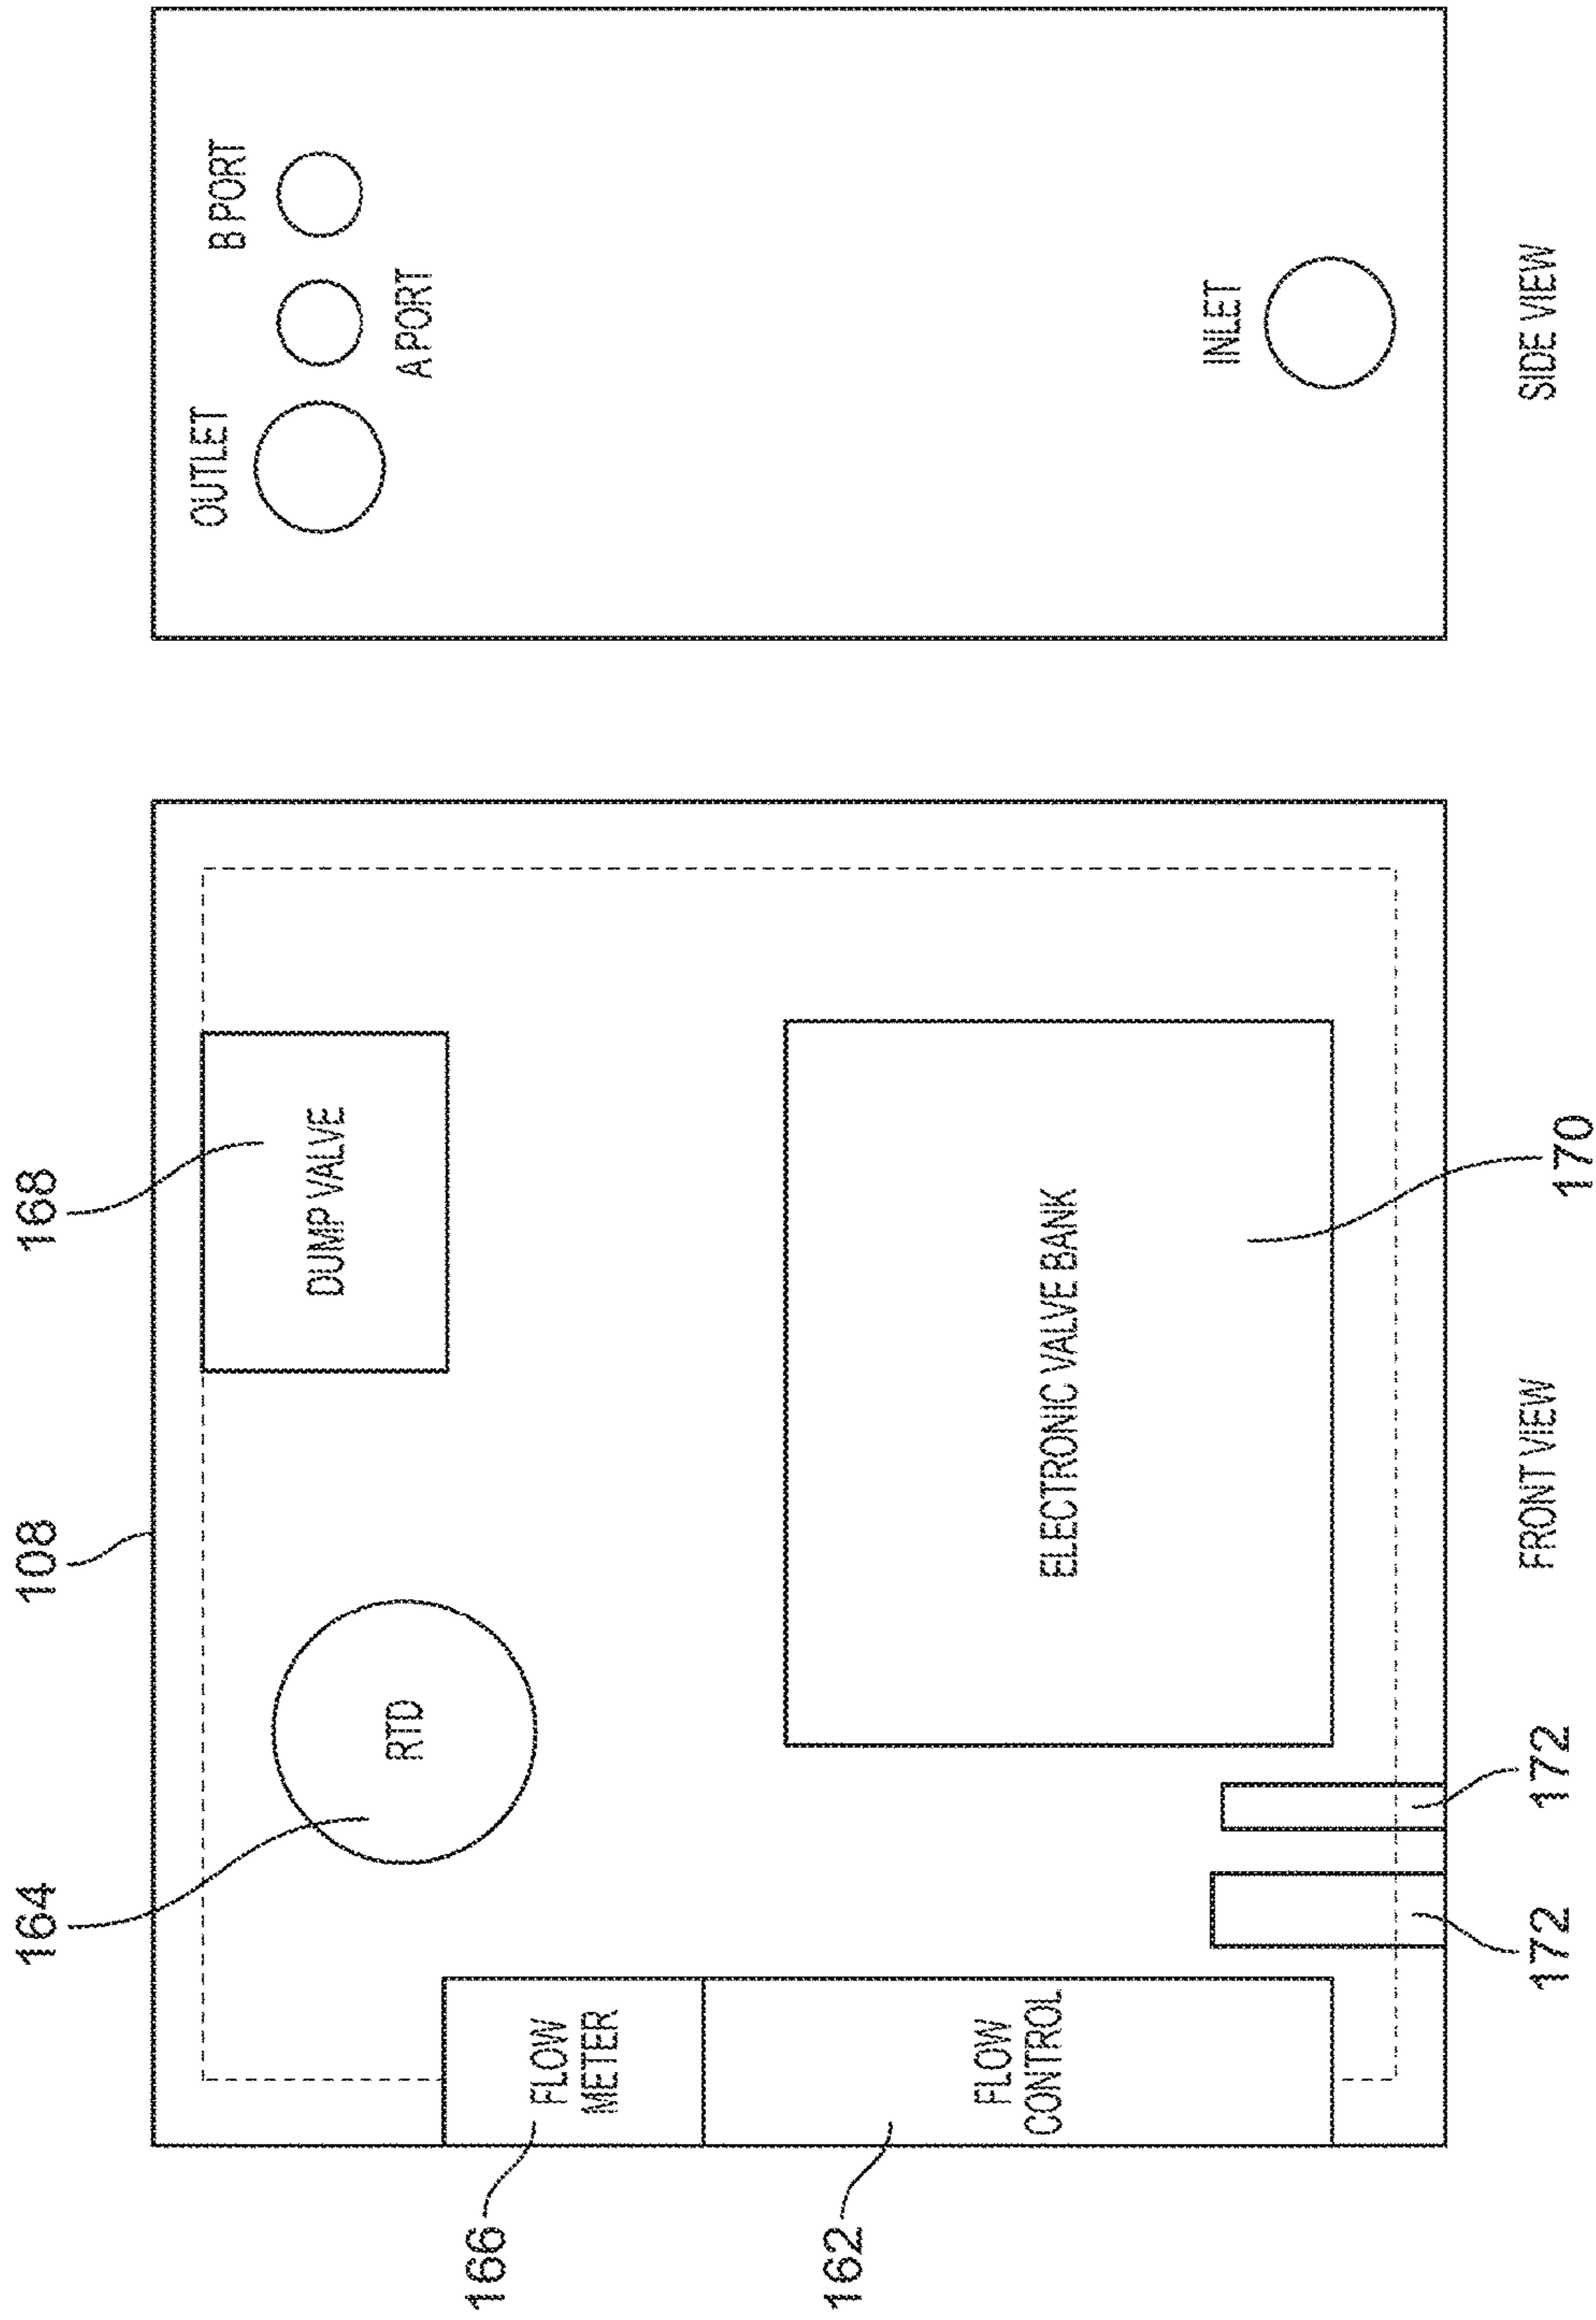 168
108
164
DUMP VALVE
RTD
FLOW
METER
166
ELECTRONIC VALVE BANK
FLOW
CONTROL
162
172
172
170
FRONT VIEW
OUTLET
B PORT
A PORT
INLET
SIDE VIEW